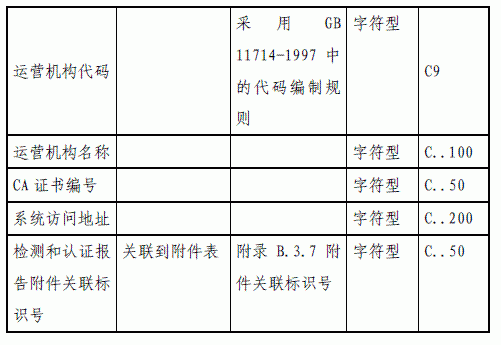 运营机构代码
采用 GB
11714-1997 中
的代码编制规
则
字符型
C9
运营机构名称
字符型
C..100
CA 证书编号
字符型
C..50
系统访问地址
字符型
C..200
检测和认证报
告附件关联标
识号
关联到附件表
附录 B.3.7 附
件关联标识号
字符型
C..50